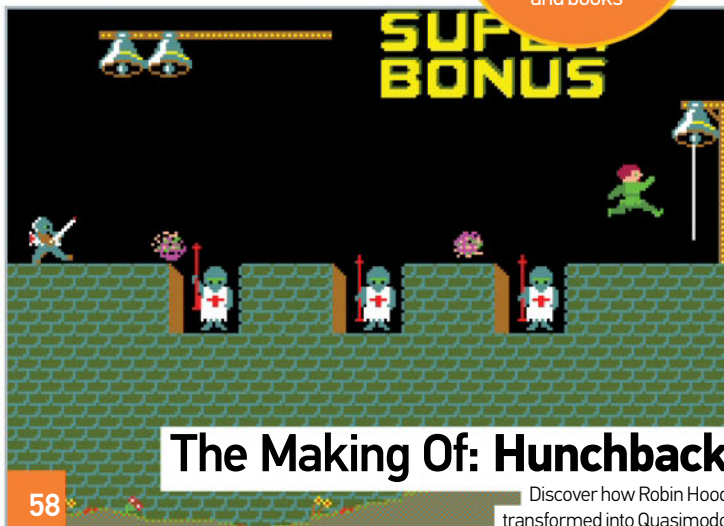 and books
SUPER
BONUS
The Making Of: Hunchback
Discover how Robin Hood
transformed into Quasimodo
58